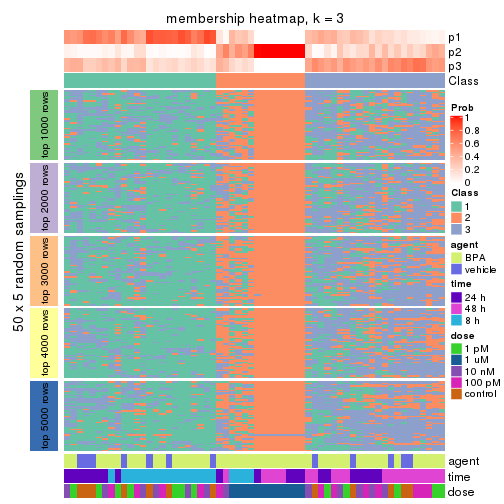 membership heatmap, k = 3
p1
p2
p3
Class
50 x 5 random samplings
top 1000 rows
top 2000 rows
top 3000 rows
top 4000 rows
top 5000 rows
agent
time
dose
Prob
1
0.8
0.6
0.4
0.2
0
Class
1
2
3
agent
BPA
vehicle
time
24 h
48 h
8 h
dose
1 pM
1 uM
10 nM
100 pM
control